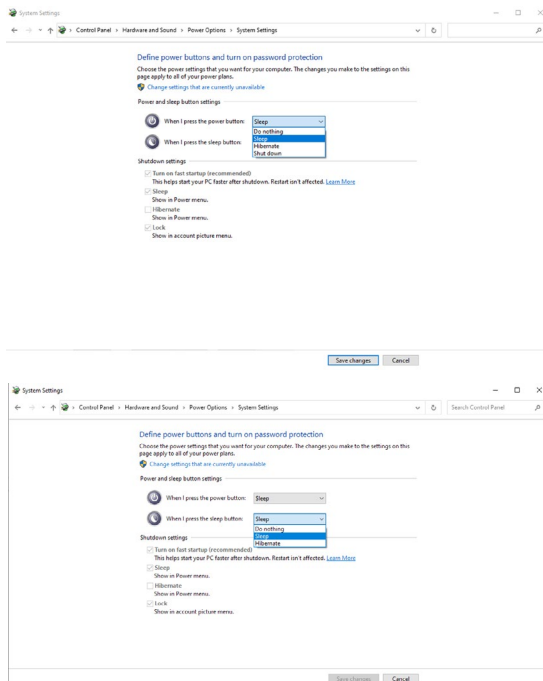 System Settings
Control Panel > Hardware and Sound > Power Options > System Settings
Define power buttons and turn on password protection
Choose the power settings that you want for your computer. The changes you make to the settings on this
page apply to all of your power plans.
Change settings that are currently unavailable
Power and sleep button settings
When I press the power button: Sleep
Do nothing
Sleep
Hibernate
Shut down
When I press the sleep button:
Shutdown settings
Turn on fast startup (recommended)
This helps start your PC faster after shutdown. Restart isn't affected. Learn More
Sleep
Show in Power menu.
Hibernate
Show in Power menu.
Lock
Show in account picture menu.
Save changes Cancel
System Settings
Control Panel > Hardware and Sound > Power Options > System Settings Search Control Panel
Define power buttons and turn on password protection
Choose the power settings that you want for your computer. The changes you make to the settings on this
page apply to all of your power plans.
Change settings that are currently unavailable
Power and sleep button settings
When I press the power button: Sleep
When I press the sleep button: Sleep
Do nothing
Sleep
Hibernate
Shutdown settings
Turn on fast startup (recommended)
This helps start your PC faster after shutdown. Restart isn't affected. Learn More
Sleep
Show in Power menu.
Hibernate
Show in Power menu.
Lock
Show in account picture menu.
Save changes Cancel